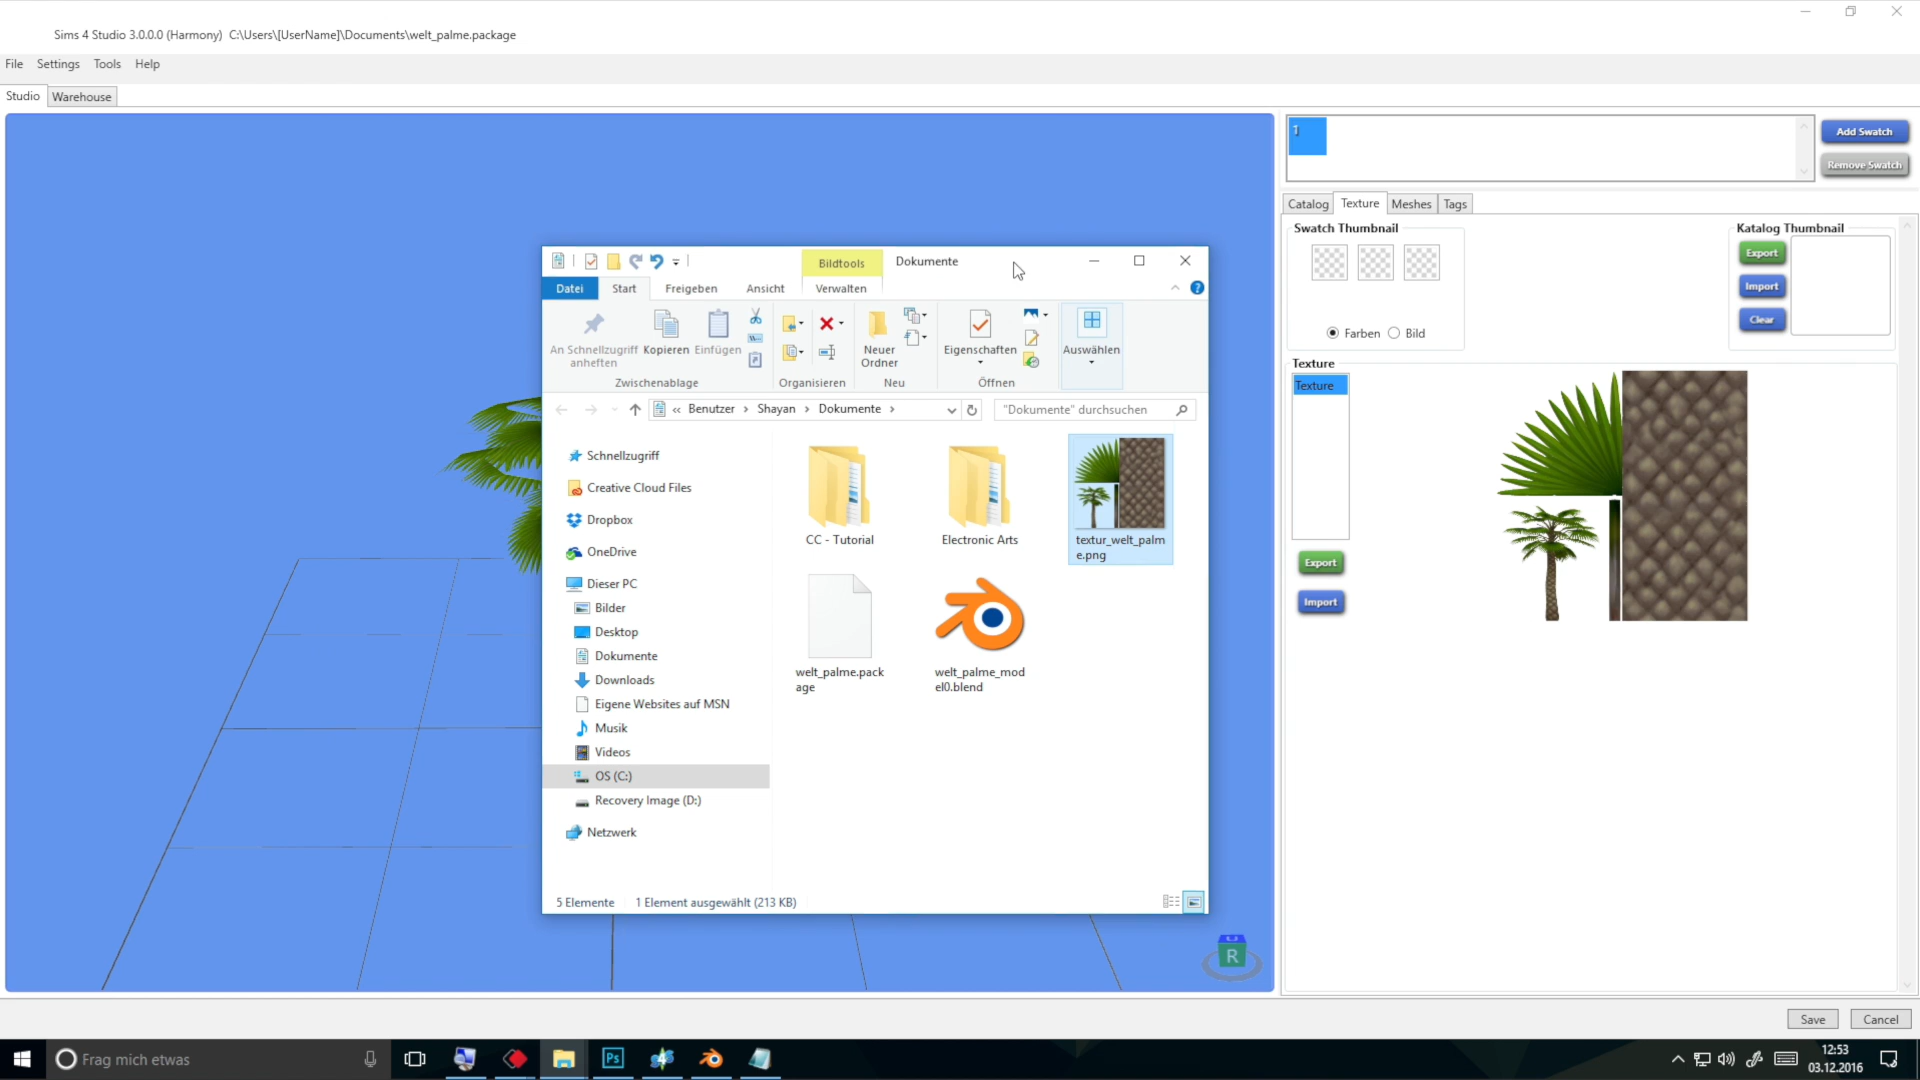 Sims 4 Studio 3.0.0.0 (Harmony)  C:\Users\[UserName]\Documents\welt_palme.package
File Settings Tools Help
Studio Warehouse
1
Add Swatch
Remove Swatch
Catalog Texture Meshes Tags
Swatch Thumbnail
Farben Bild
Katalog Thumbnail
Export
Import
Clear
Texture
Texture
Export
Import
Bildtools Dokumente
Datei Start Freigeben Ansicht Verwalten
An Schnellzugriff
anheften
Kopieren
Einfügen
Zwischenablage
Organisieren
Neuer
Ordner
Neu
Eigenschaften
Öffnen
Auswählen
« Benutzer › Shayan › Dokumente ›
"Dokumente" durchsuchen
Schnellzugriff
Creative Cloud Files
Dropbox
OneDrive
Dieser PC
Bilder
Desktop
Dokumente
Downloads
Eigene Websites auf MSN
Musik
Videos
OS (C:)
Recovery Image (D:)
Netzwerk
CC - Tutorial
Electronic Arts
textur_welt_palm
e.png
welt_palme.pack
age
welt_palme_mod
el0.blend
5 Elemente 1 Element ausgewählt (213 KB)
R
Save Cancel
Frag mich etwas
Ps
4
12:53
03.12.2016